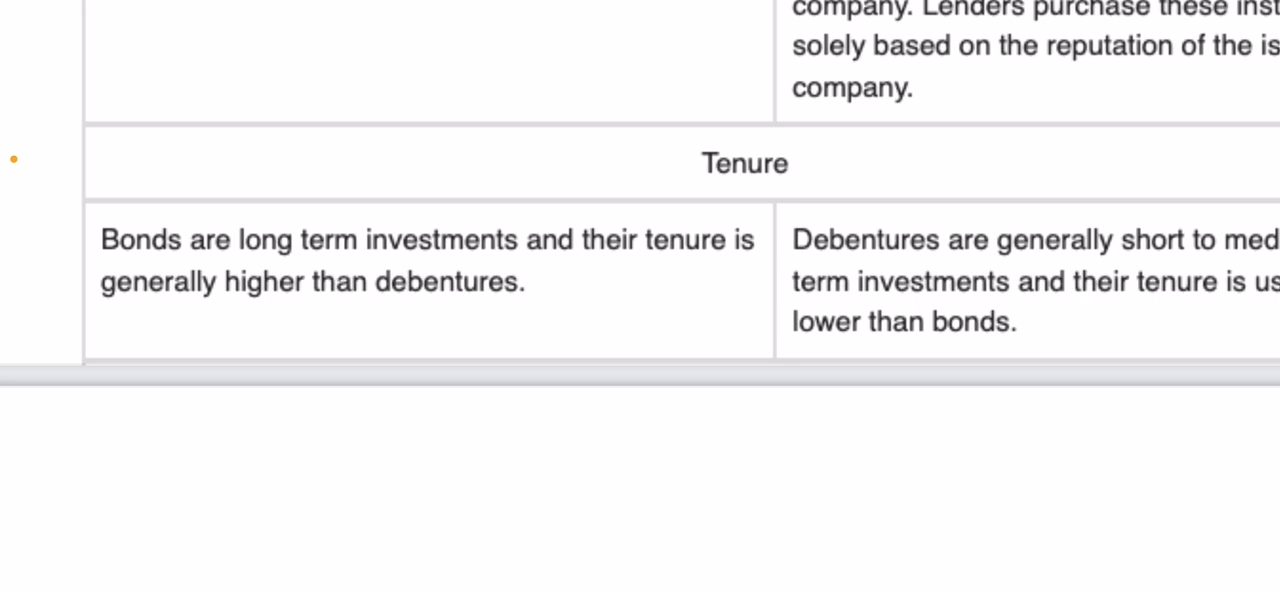 company. Lenders purchase these
solely based on the reputation of the
company.
Tenure
Bonds are long term investments and their tenure is
generally higher than debentures.
Debentures are generally short to
term investments and their tenure is
lower than bonds.